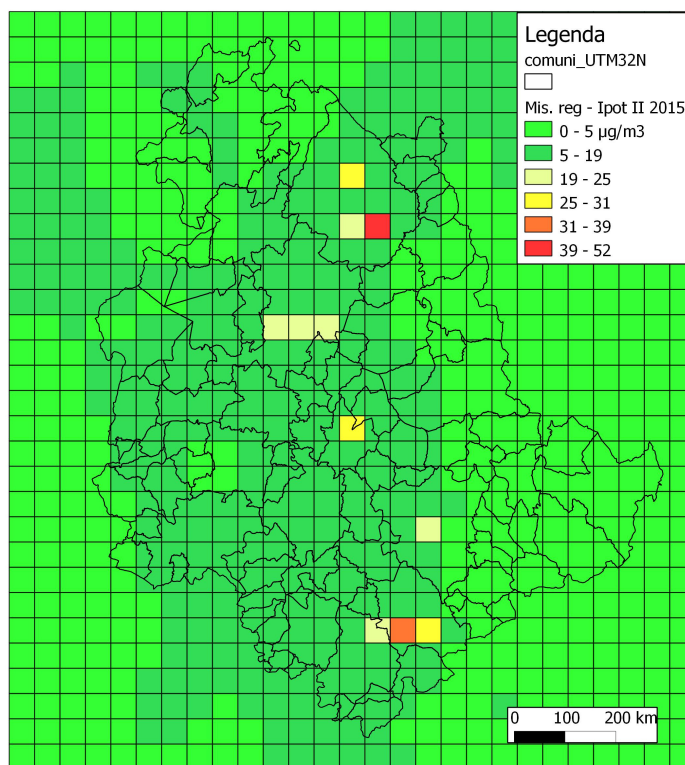 Legenda
comuni_UTM32N
Mis. reg - Ipot II 2015
0 - 5 µg/m3
5 - 19
19 - 25
25 - 31
31 - 39
39 - 52
0 100 200 km